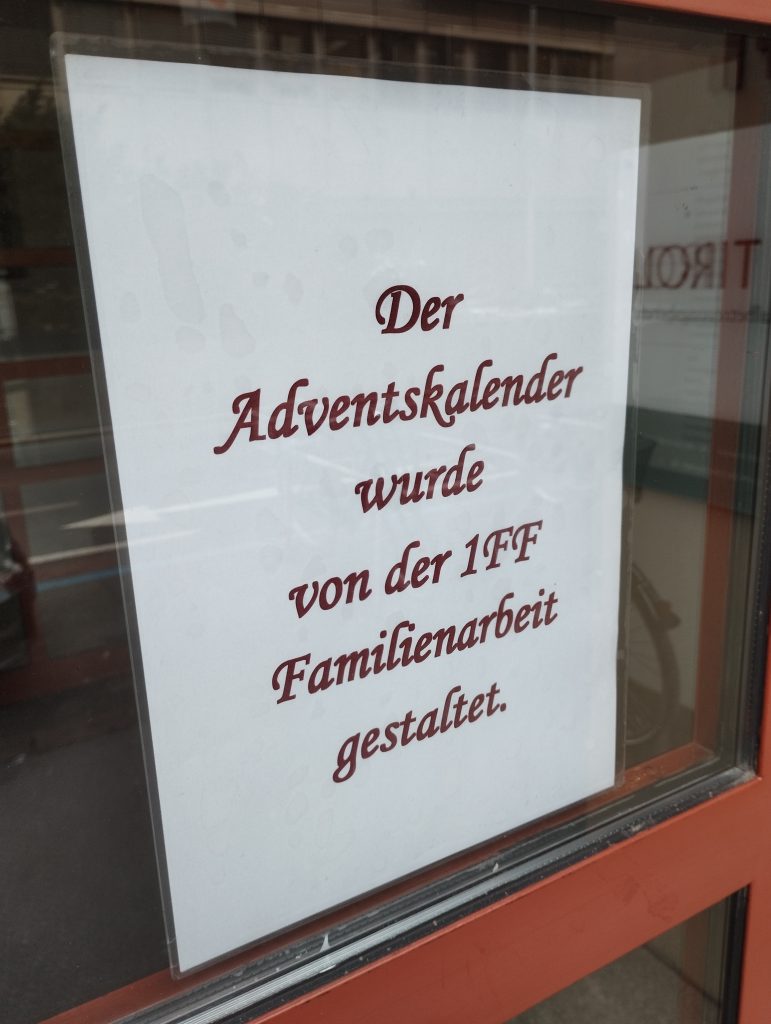 Der
Adventskalender
wurde
von der 1FF
Familienarbeit
gestaltet.